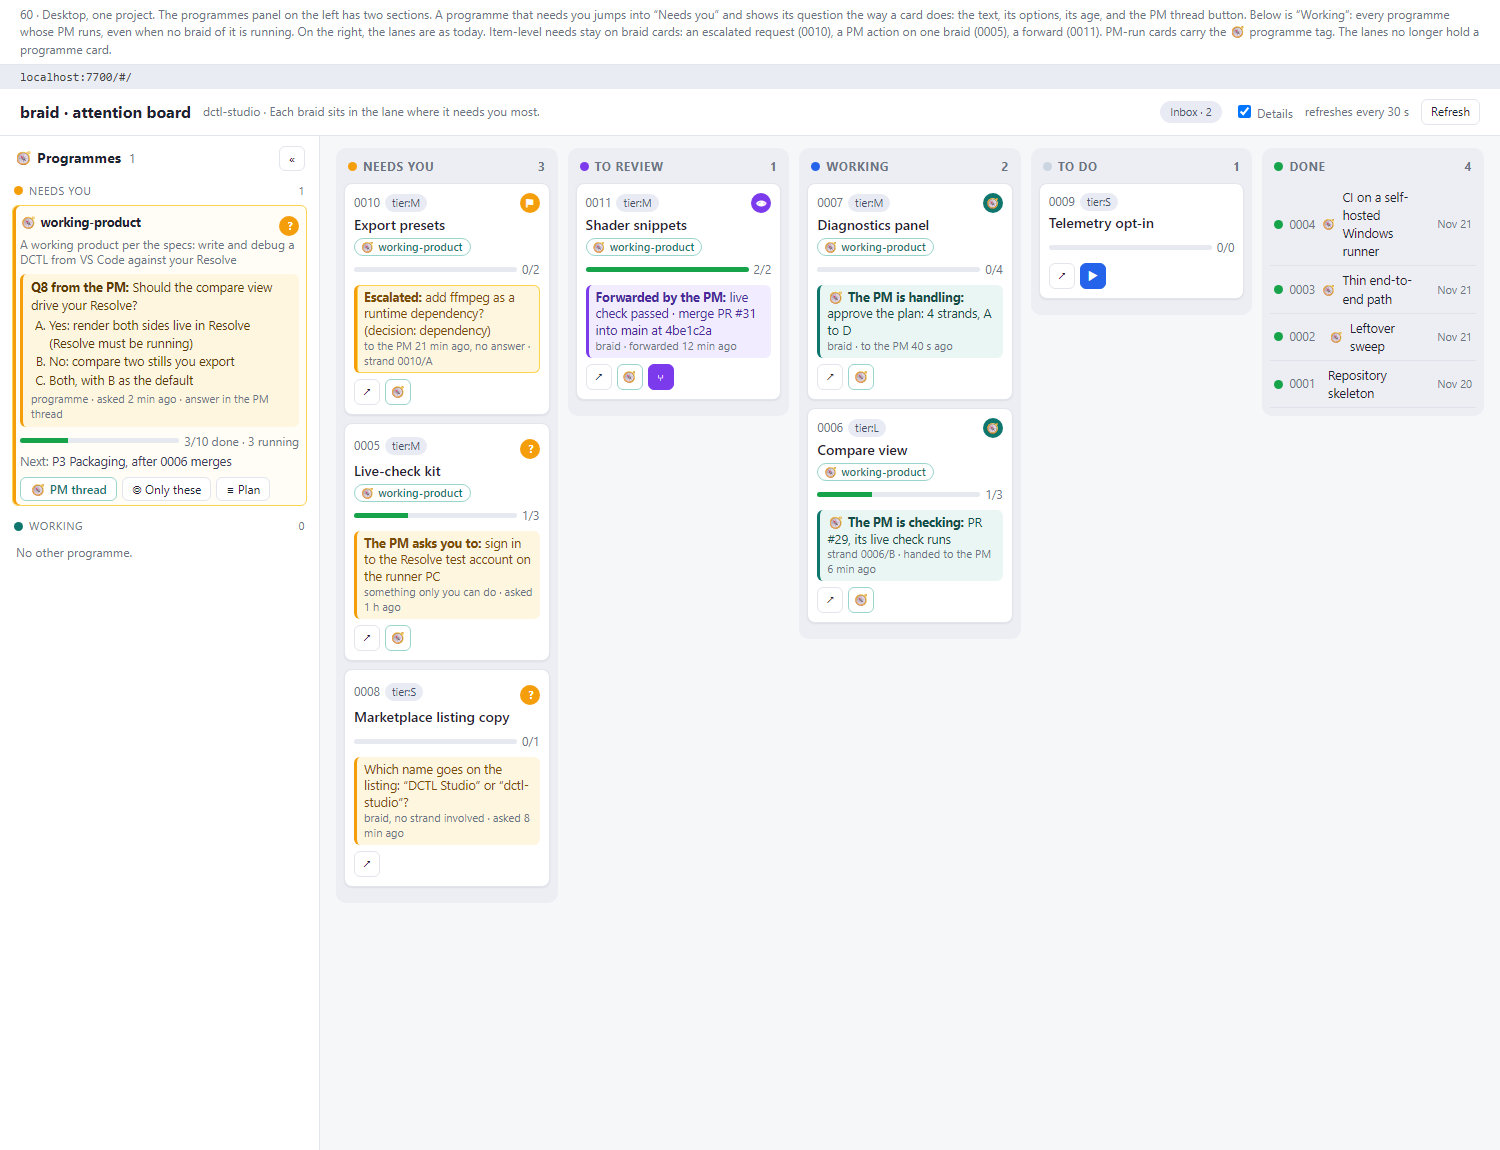 60 · Desktop, one project. The programmes panel on the left has two sections. A programme that needs you jumps into “Needs you” and shows its question the way a card does: the text, its options, its age, and the PM thread button. Below is “Working”: every programme
whose PM runs, even when no braid of it is running. On the right, the lanes are as today. Item-level needs stay on braid cards: an escalated request (0010), a PM action on one braid (0005), a forward (0011). PM-run cards carry the 🧭 programme tag. The lanes no longer hold a
programme card.
localhost:7700/#/
braid · attention board
dctl-studio · Each braid sits in the lane where it needs you most.
Inbox · 2
Details
refreshes every 30 s
Refresh
Programmes 1
«
NEEDS YOU 1
working-product
?
A working product per the specs: write and debug a
DCTL from VS Code against your Resolve
Q8 from the PM: Should the compare view
drive your Resolve?
A. Yes: render both sides live in Resolve
(Resolve must be running)
B. No: compare two stills you export
C. Both, with B as the default
programme · asked 2 min ago · answer in the PM
thread
3/10 done · 3 running
Next: P3 Packaging, after 0006 merges
PM thread
◎ Only these
≡ Plan
WORKING 0
No other programme.
NEEDS YOU 3
0010 tier:M
Export presets
working-product
0/2
Escalated: add ffmpeg as a
runtime dependency?
(decision: dependency)
to the PM 21 min ago, no answer ·
strand 0010/A
↗
0005 tier:M
?
Live-check kit
working-product
1/3
The PM asks you to: sign in
to the Resolve test account on
the runner PC
something only you can do · asked
1 h ago
↗
0008 tier:S
?
Marketplace listing copy
0/1
Which name goes on the
listing: “DCTL Studio” or “dctl-
studio”?
braid, no strand involved · asked 8
min ago
↗
TO REVIEW 1
0011 tier:M
Shader snippets
working-product
2/2
Forwarded by the PM: live
check passed · merge PR #31
into main at 4be1c2a
braid · forwarded 12 min ago
↗
WORKING 2
0007 tier:M
Diagnostics panel
working-product
0/4
The PM is handling:
approve the plan: 4 strands, A
to D
braid · to the PM 40 s ago
↗
0006 tier:L
Compare view
working-product
1/3
The PM is checking: PR
#29, its live check runs
strand 0006/B · handed to the PM
6 min ago
↗
TO DO 1
0009 tier:S
Telemetry opt-in
0/0
↗ ▶
DONE 4
0004 CI on a self-
hosted
Windows
runner
Nov 21
0003 Thin end-to-
end path
Nov 21
0002 Leftover
sweep
Nov 21
0001 Repository
skeleton
Nov 20